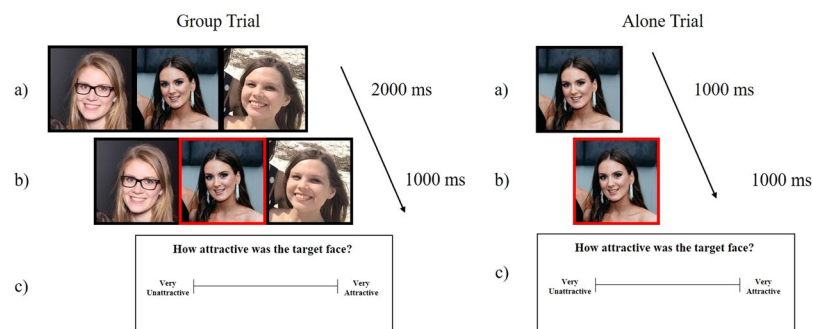 Group Trial
a)
2000 ms
b)
1000 ms
How attractive was the target face?
c)
Very
Unattractive
Very
Attractive
Alone Trial
a)
1000 ms
b)
1000 ms
How attractive was the target face?
c)
Very
Unattractive
Very
Attractive